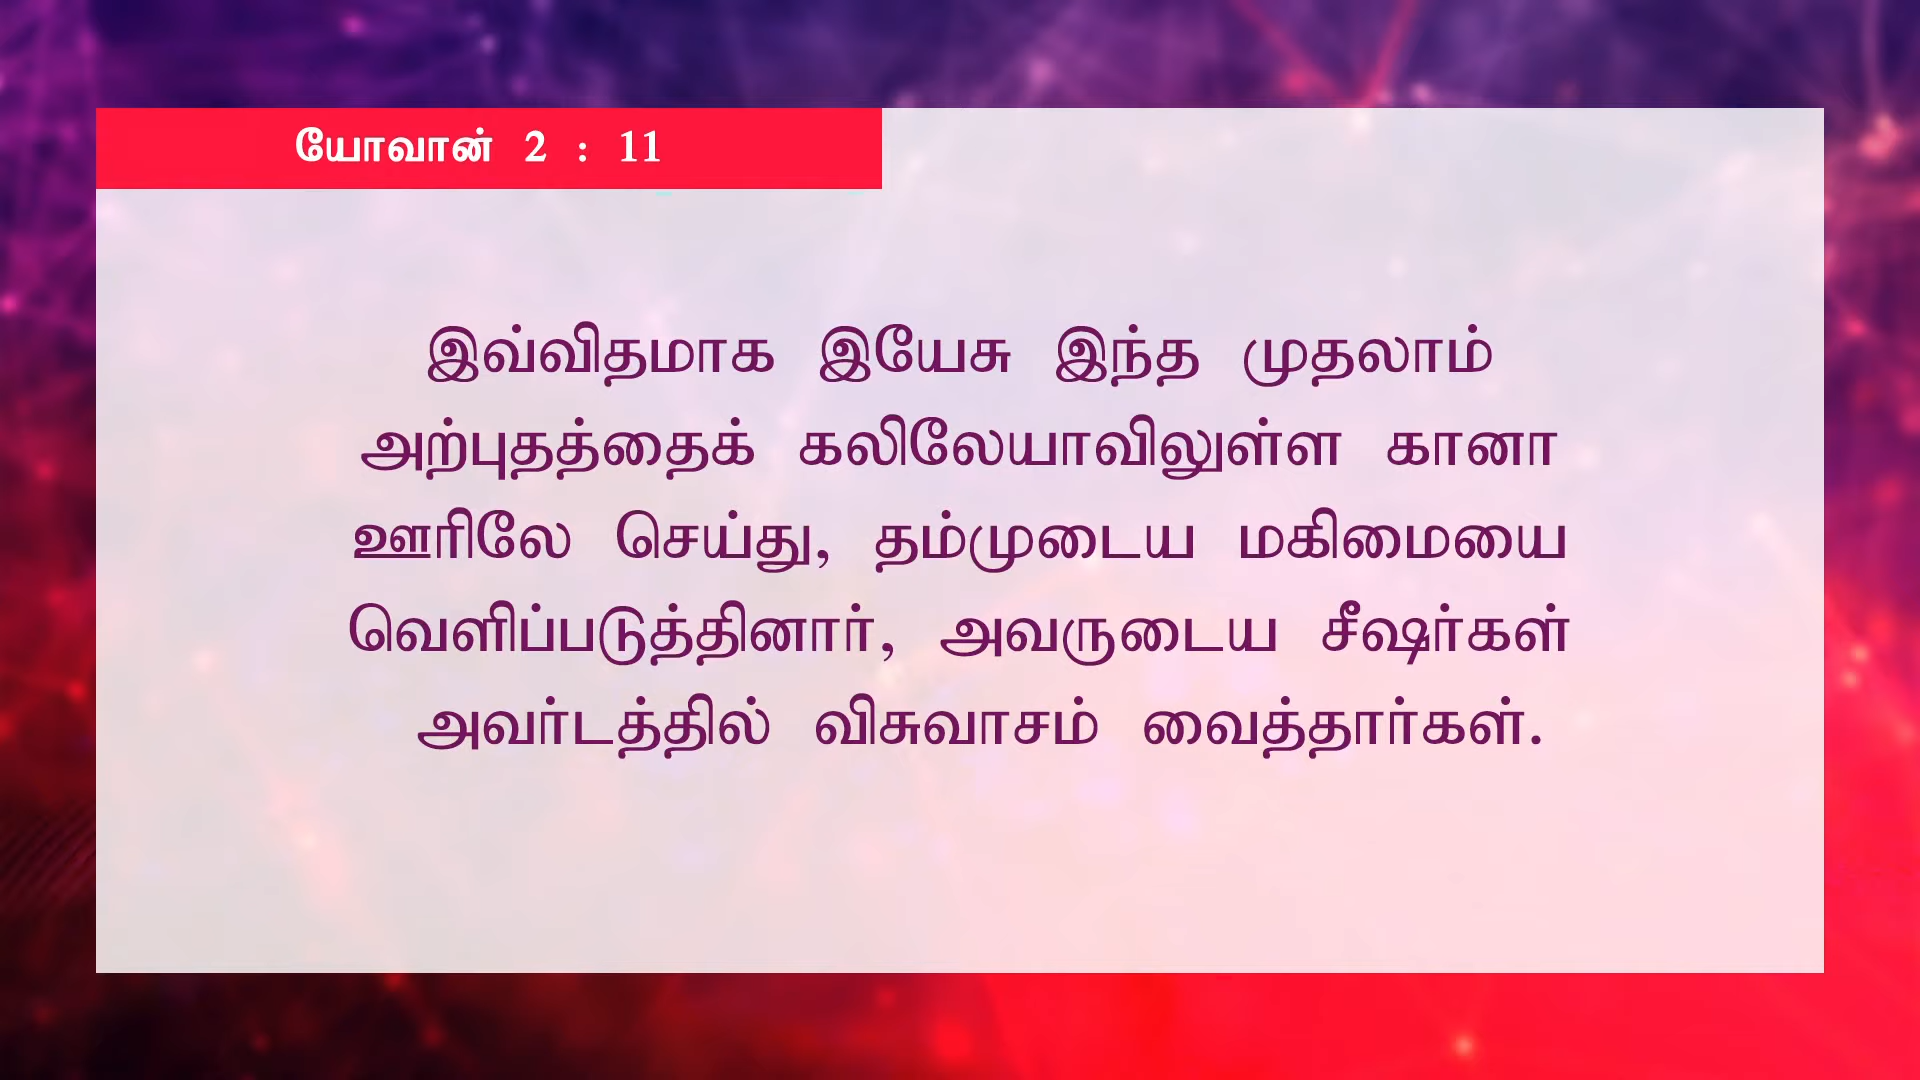 யோவான் 2 : 11
இவ்விதமாக இயேசு இந்த முதலாம்
அற்புதத்தைக் கலிலேயாவிலுள்ள கானா
ஊரிலே செய்து, தம்முடைய மகிமையை
வெளிப்படுத்தினார், அவருடைய சீஷர்கள்
அவர்டத்தில் விசுவாசம் வைத்தார்கள்.